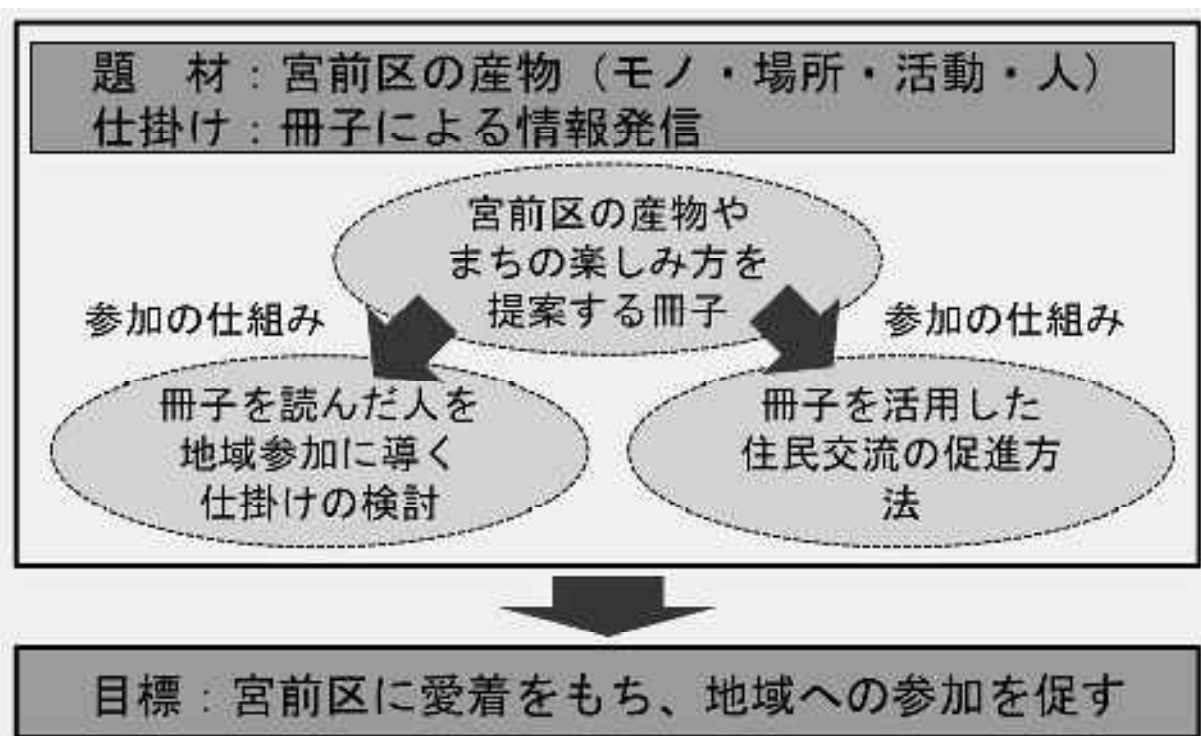 題　材：宮前区の産物（モノ・場所・活動・人）
仕掛け：冊子による情報発信
宮前区の産物や
まちの楽しみ方を
提案する冊子
参加の仕組み
参加の仕組み
冊子を読んだ人を
地域参加に導く
仕掛けの検討
冊子を活用した
住民交流の促進方
法
目標：宮前区に愛着をもち、地域への参加を促す